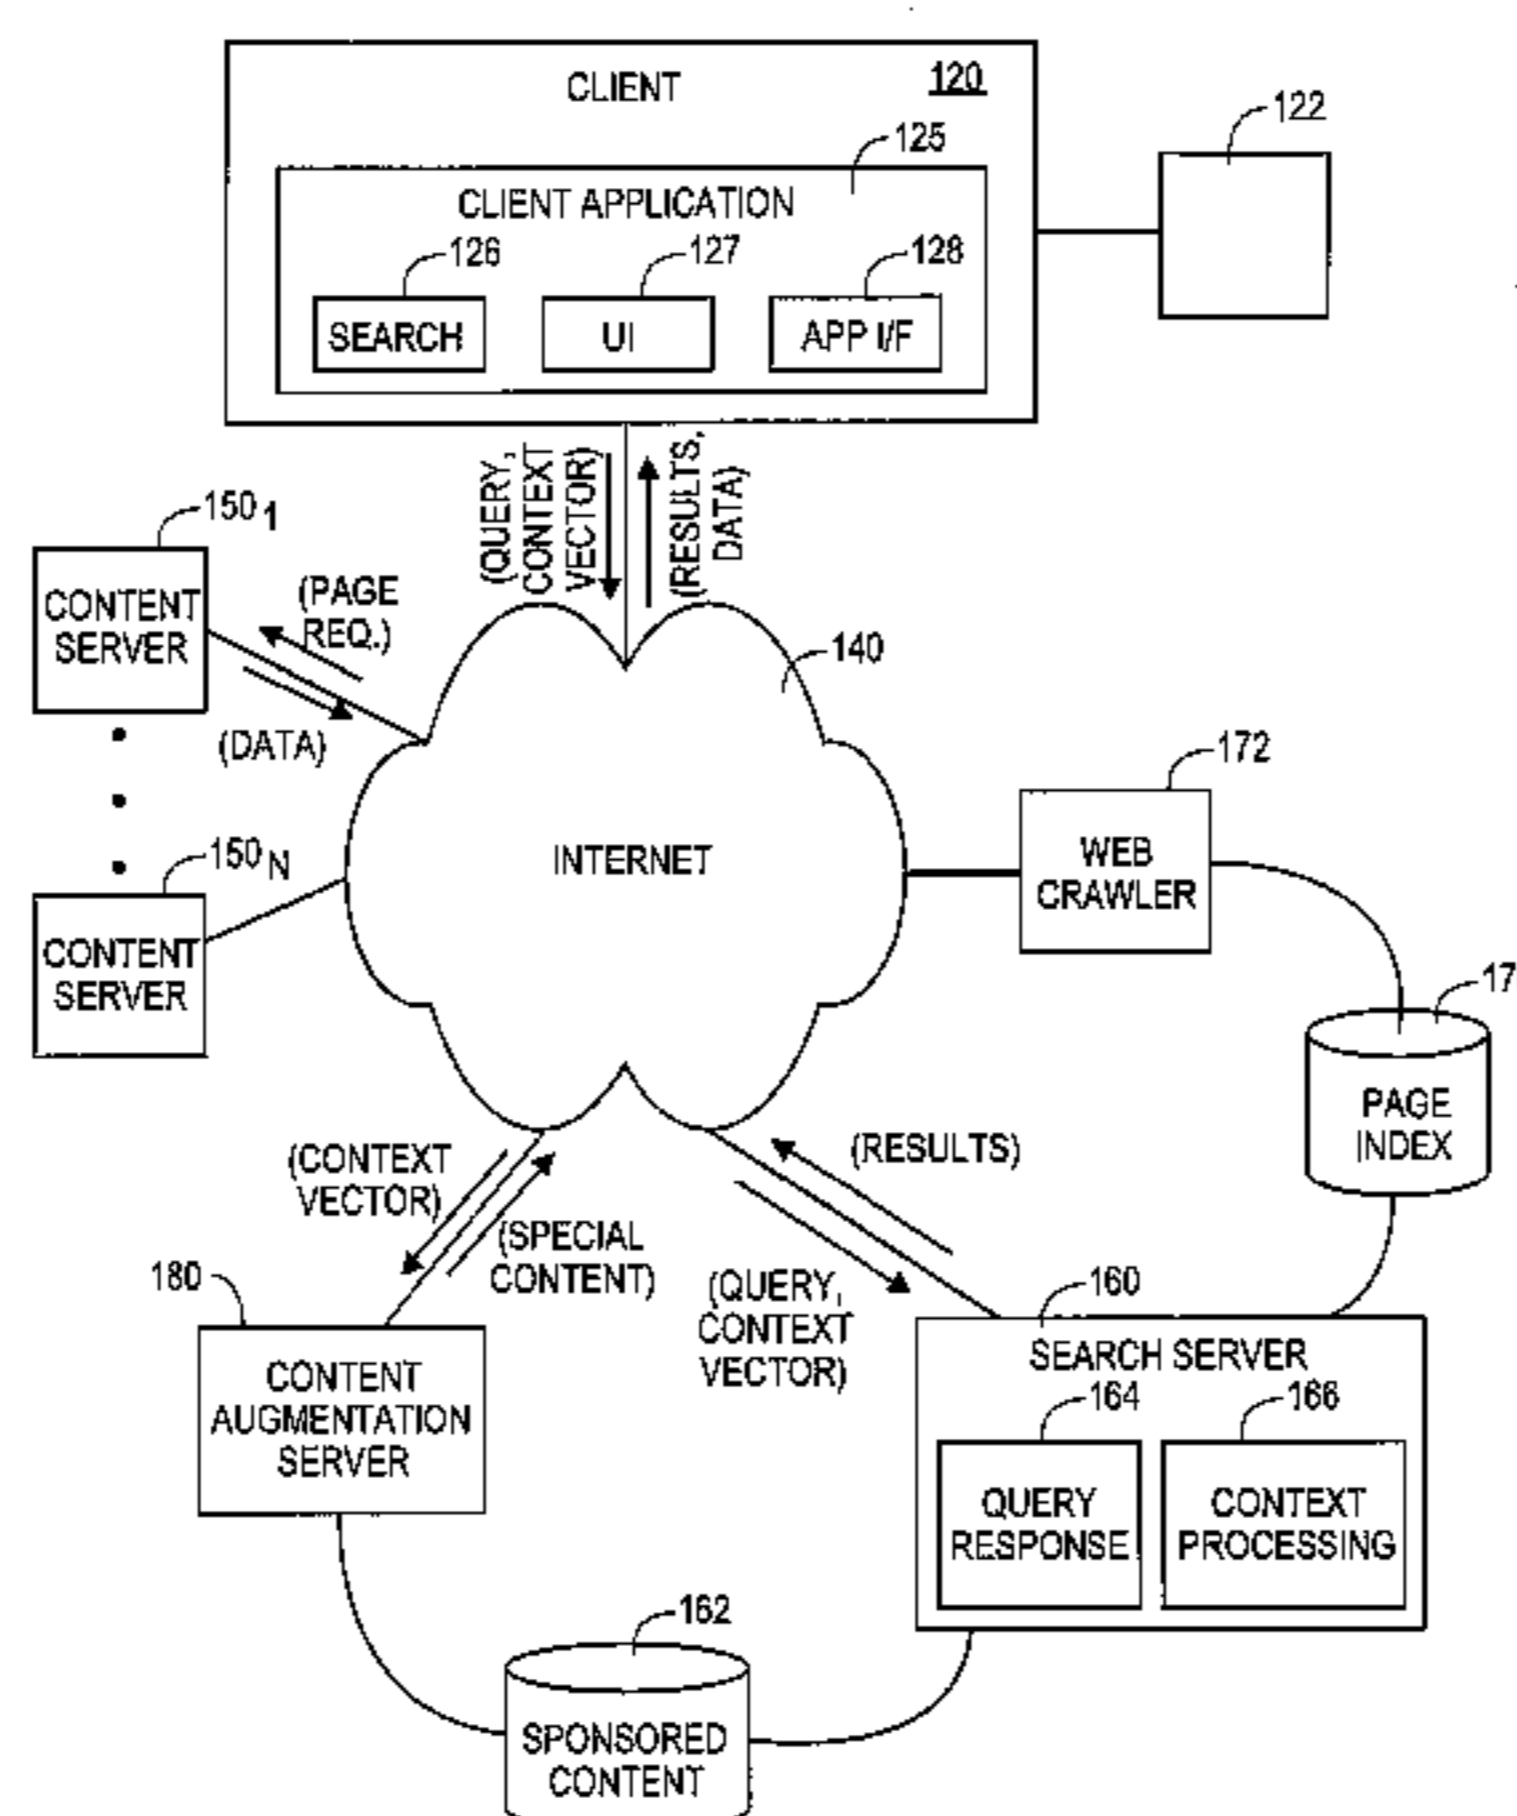 CLIENT
120
122
125
CLIENT APPLICATION
126
127
128
SEARCH
UI
APP I/F
(QUERY,
CONTEXT
VECTOR)
(RESULTS,
DATA)
150 1
CONTENT
SERVER
(PAGE
REQ.)
(DATA)
140
INTERNET
172
WEB
CRAWLER
150 N
CONTENT
SERVER
PAGE
INDEX
(CONTEXT
VECTOR)
(SPECIAL
CONTENT)
(RESULTS)
(QUERY,
CONTEXT
VECTOR)
180
CONTENT
AUGMENTATION
SERVER
160
SEARCH SERVER
164
166
QUERY
RESPONSE
CONTEXT
PROCESSING
162
SPONSORED
CONTENT